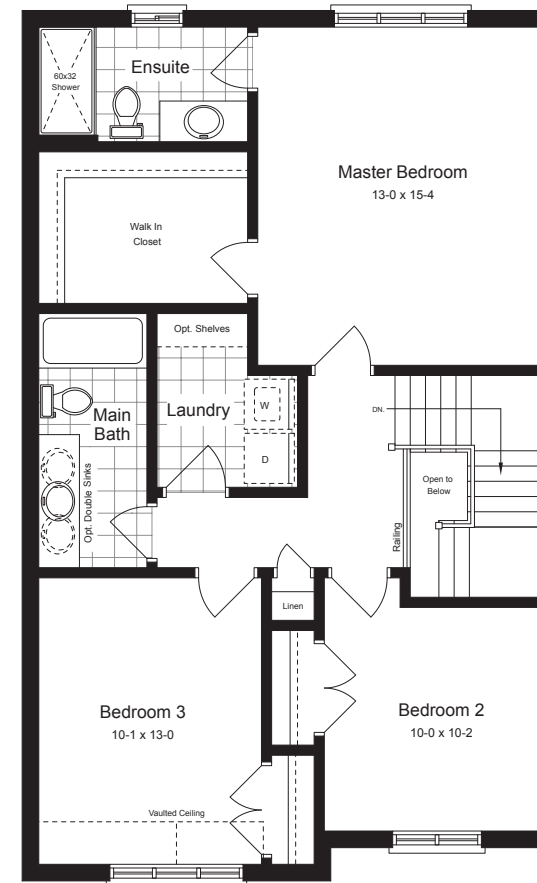 Ensuite
60x32
Shower
Master Bedroom
13-0 x 15-4
Walk In
Closet
Opt. Shelves
Main
Bath
Laundry
W
D
DN.
Open to
Below
Opt. Double Sinks
Railing
Linen
Bedroom 3
10-1 x 13-0
Bedroom 2
10-0 x 10-2
Vaulted Ceiling